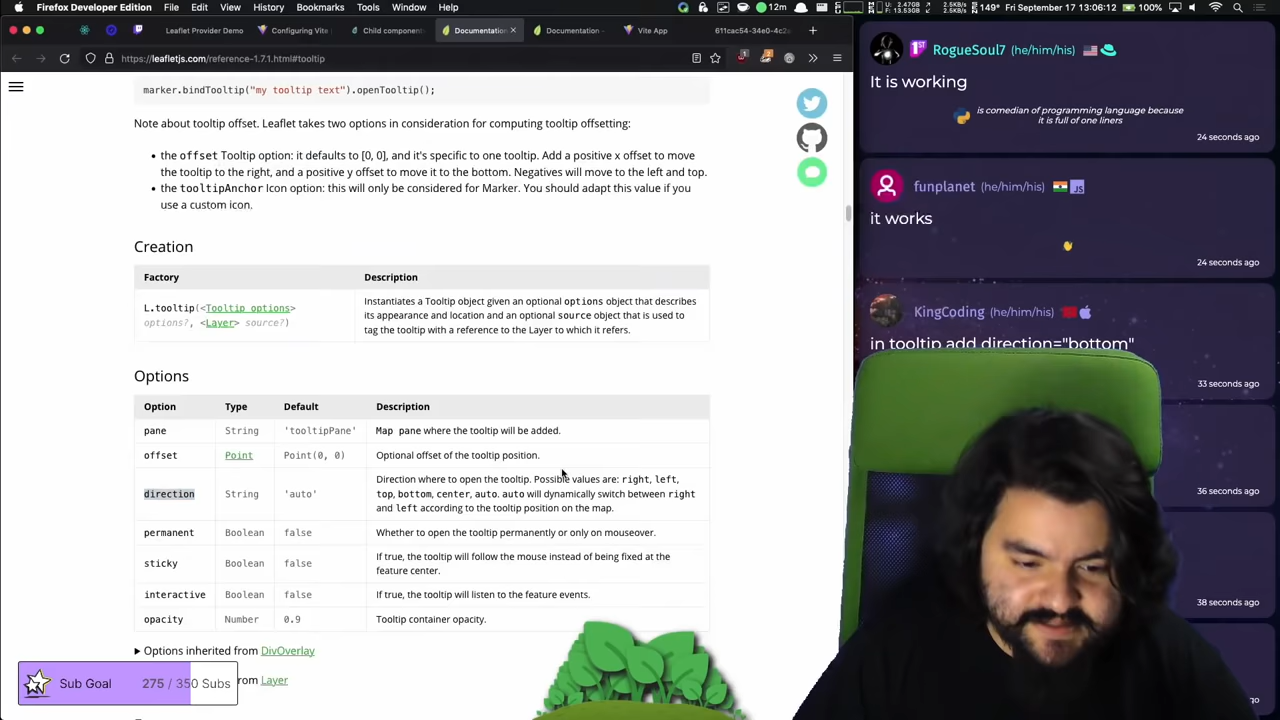 Firefox Developer Edition File Edit View History Bookmarks Tools Window Help
12m
149° Fri September 17 13:06:12 100%
Leaflet Provider Demo
Configuring Vite
Child component
Documentation
Documentation
Vite App
611cac54-34e0-4c2
https://leafletjs.com/reference-1.7.1.html#tooltip
marker.bindTooltip("my tooltip text").openTooltip();
Note about tooltip offset. Leaflet takes two options in consideration for computing tooltip offsetting:
• the offset Tooltip option: it defaults to [0, 0], and it's specific to one tooltip. Add a positive x offset to move
the tooltip to the right, and a positive y offset to move it to the bottom. Negatives will move to the left and top.
• the tooltipAnchor Icon option: this will only be considered for Marker. You should adapt this value if you
use a custom icon.
Creation
Factory Description
L.tooltip(<Tooltip options>
options?, <Layer> source?)
Instantiates a Tooltip object given an optional options object that describes
its appearance and location and an optional source object that is used to
tag the tooltip with a reference to the Layer to which it refers.
Options
Option Type Default Description
pane String 'tooltipPane' Map pane where the tooltip will be added.
offset Point Point(0, 0) Optional offset of the tooltip position.
direction String 'auto'
Direction where to open the tooltip. Possible values are: right, left,
top, bottom, center, auto. auto will dynamically switch between right
and left according to the tooltip position on the map.
permanent Boolean false Whether to open the tooltip permanently or only on mouseover.
sticky Boolean false
If true, the tooltip will follow the mouse instead of being fixed at the
feature center.
interactive Boolean false If true, the tooltip will listen to the feature events.
opacity Number 0.9 Tooltip container opacity.
▶ Options inherited from DivOverlay
rom Layer
Sub Goal 275 / 350 Subs
1ST RogueSoul7 (he/him/his)
It is working
is comedian of programming language because
it is full of one liners
24 seconds ago
funplanet (he/him/his) JS
it works
24 seconds ago
KingCoding (he/him/his)
in tooltip add direction="bottom"
33 seconds ago
36 seconds ago
38 seconds ago